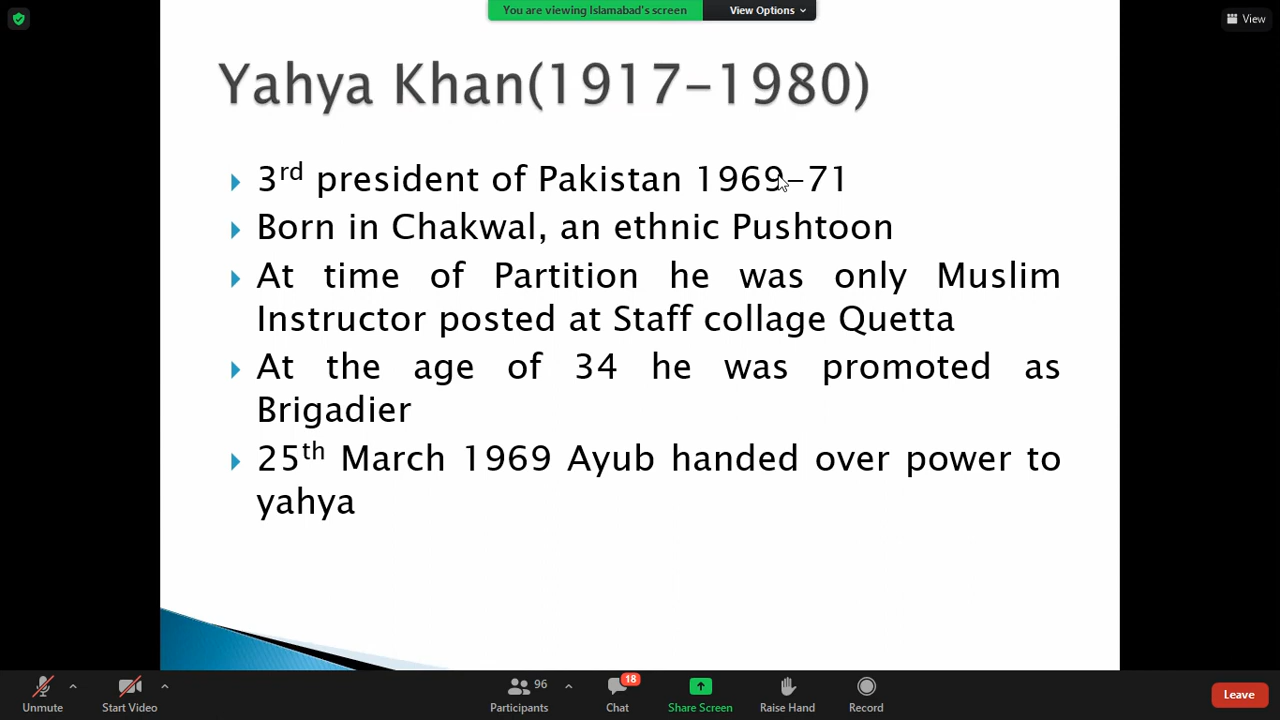 You are viewing Islamabad's screen
View Options
View
Yahya Khan(1917-1980)
3rd president of Pakistan 1969-71
Born in Chakwal, an ethnic Pushtoon
At time of Partition he was only Muslim
Instructor posted at Staff collage Quetta
At the age of 34 he was promoted as
Brigadier
25th March 1969 Ayub handed over power to
yahya
Unmute
Start Video
96
Participants
18
Chat
Share Screen
Raise Hand
Record
Leave